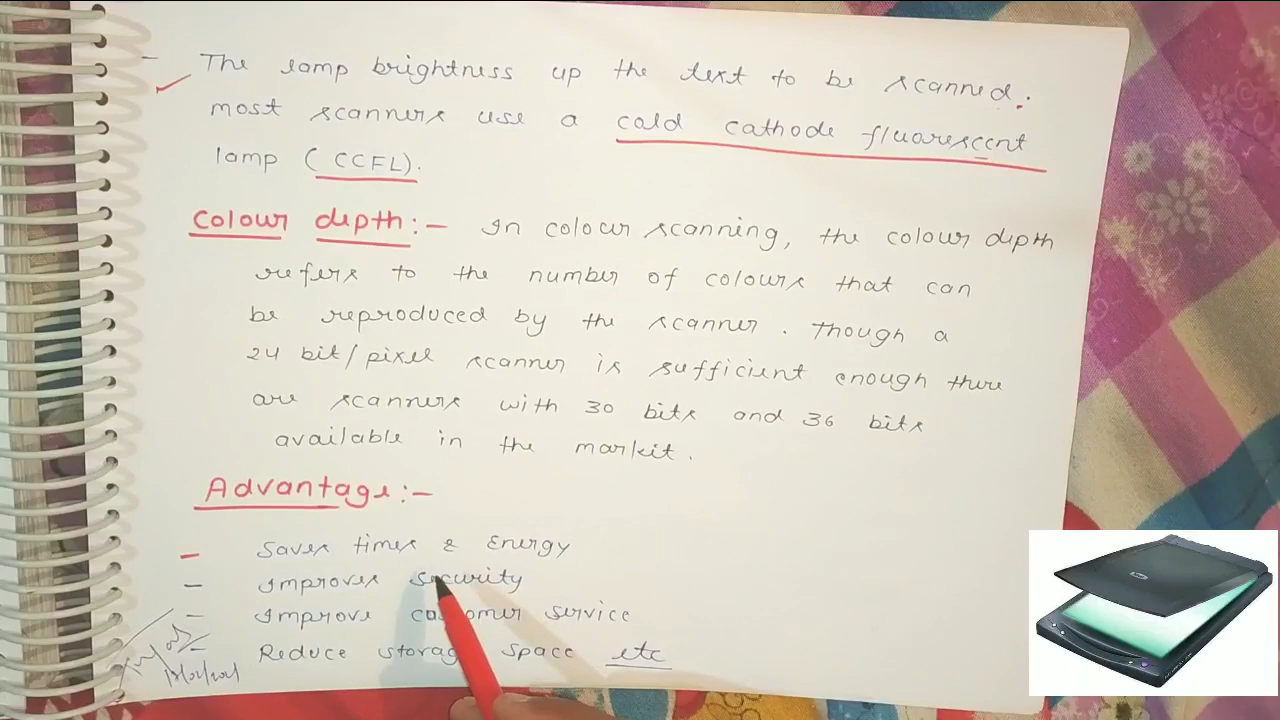 - The lamp brightness up the text to be scanned.
most scanners use a cold cathode fluorescent
lamp (CCFL).
Colour depth:- In colour scanning, the colour depth
refers to the number of colours that can
be reproduced by the scanner. Though a
24 bit/pixel scanner is sufficient enough there
are scanners with 30 bits and 36 bits
available in the markit.
Advantage:-
- Saves times & Energy
- Improves security
- Improve customer service
- Reduce storage space etc